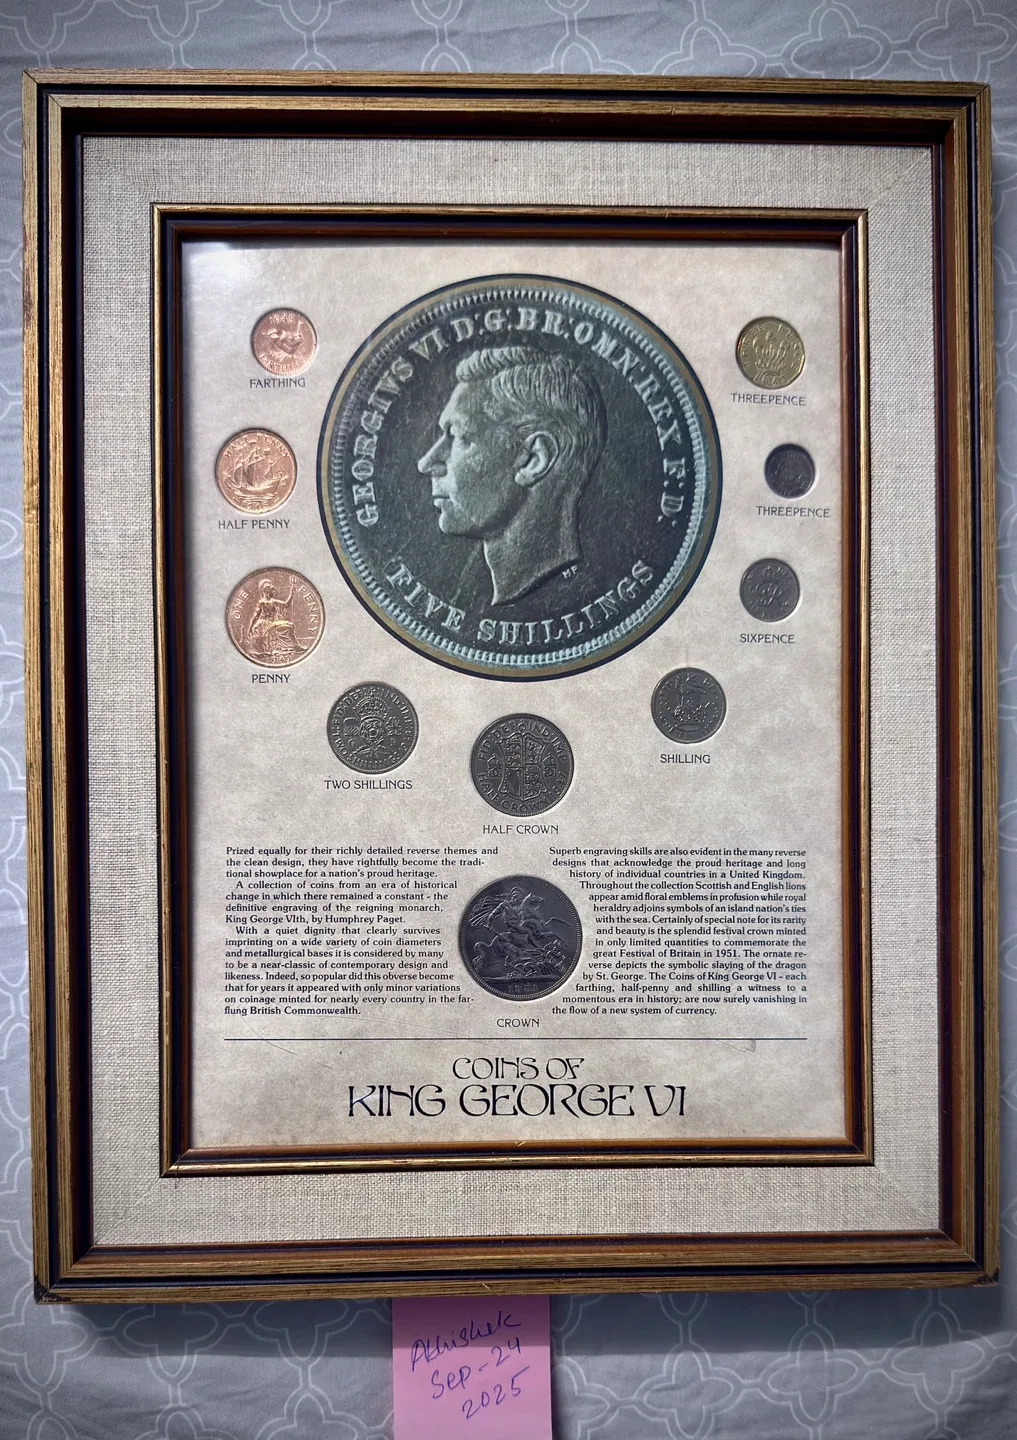 GEORGIVS VI D:G:BR:OMN:REX F.D.
FIVE SHILLINGS
HP
FARTHING
THREEPENCE
HALF PENNY
HALF PENNY
THREEPENCE
ONE PENNY
PENNY
SIXPENCE
SHILLING
TWO SHILLINGS
TWO SHILLINGS
HALF CROWN
HALF CROWN
Prized equally for their richly detailed reverse themes and
the clean design, they have rightfully become the tradi-
tional showplace for a nation's proud heritage.
A collection of coins from an era of historical
change in which there remained a constant - the
definitive engraving of the reigning monarch,
King George VIth, by Humphrey Paget.
With a quiet dignity that clearly survives
imprinting on a wide variety of coin diameters
and metallurgical bases it is considered by many
to be a near-classic of contemporary design and
likeness. Indeed, so popular did this obverse become
that for years it appeared with only minor variations
on coinage minted for nearly every country in the far-
flung British Commonwealth.
Superb engraving skills are also evident in the many reverse
designs that acknowledge the proud heritage and long
history of individual countries in a United Kingdom.
Throughout the collection Scottish and English lions
appear amid floral emblems in profusion while royal
heraldry adjoins symbols of an island nation's ties
with the sea. Certainly of special note for its rarity
and beauty is the splendid festival crown minted
in only limited quantities to commemorate the
great Festival of Britain in 1951. The ornate re-
verse depicts the symbolic slaying of the dragon
by St. George. The Coins of King George VI - each
farthing, half-penny and shilling a witness to a
momentous era in history; are now surely vanishing in
the flow of a new system of currency.
1951
CROWN
COINS OF
KING GEORGE VI
Abhishek
Sep-24
2025